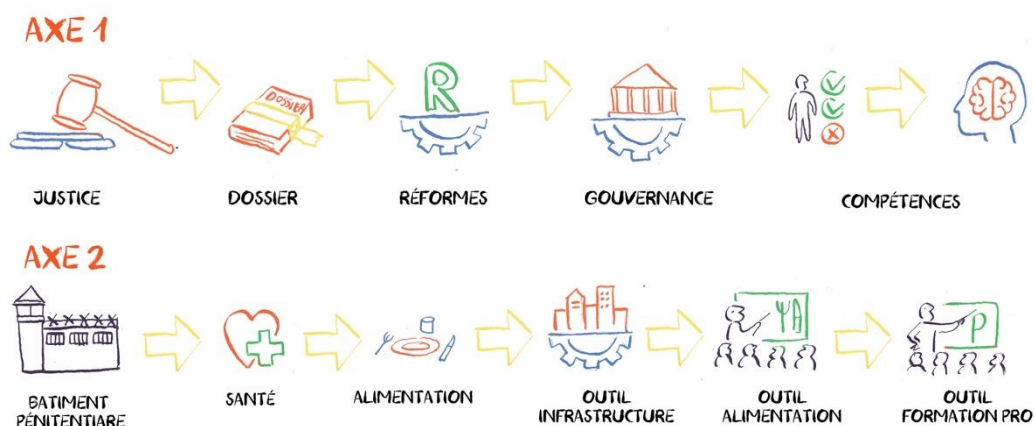 AXE 1
DOSSIER
R
JUSTICE
DOSSIER
RÉFORMES
GOUVERNANCE
COMPÉTENCES
AXE 2
YA
P
BATIMENT
PÉNITENTIAIRE
SANTÉ
ALIMENTATION
OUTIL
INFRASTRUCTURE
OUTIL
ALIMENTATION
OUTIL
FORMATION PRO